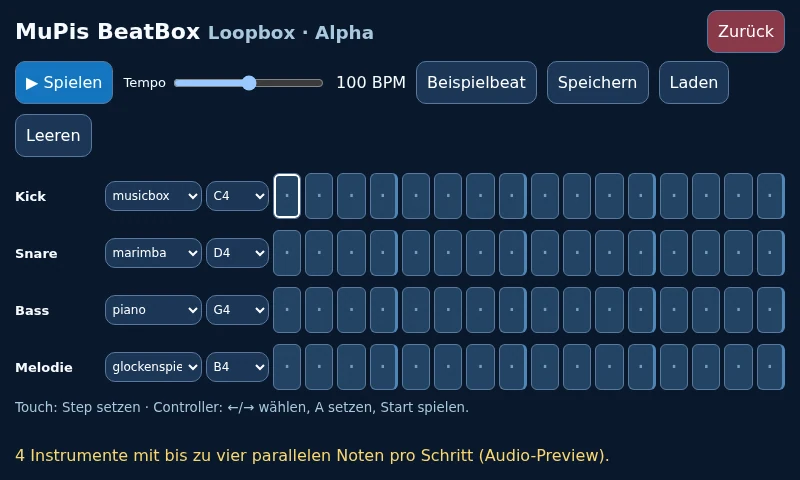 MuPis BeatBox Loopbox · Alpha Zurück
▶ Spielen Tempo 100 BPM Beispielbeat Speichern Laden
Leeren
Kick musicbox C4 · · · · · · · · · · · · · · · ·
Snare marimba D4 · · · · · · · · · · · · · · · ·
Bass piano G4 · · · · · · · · · · · · · · · ·
Melodie glockenspie B4 · · · · · · · · · · · · · · · ·
Touch: Step setzen · Controller: ←/→ wählen, A setzen, Start spielen.
4 Instrumente mit bis zu vier parallelen Noten pro Schritt (Audio-Preview).